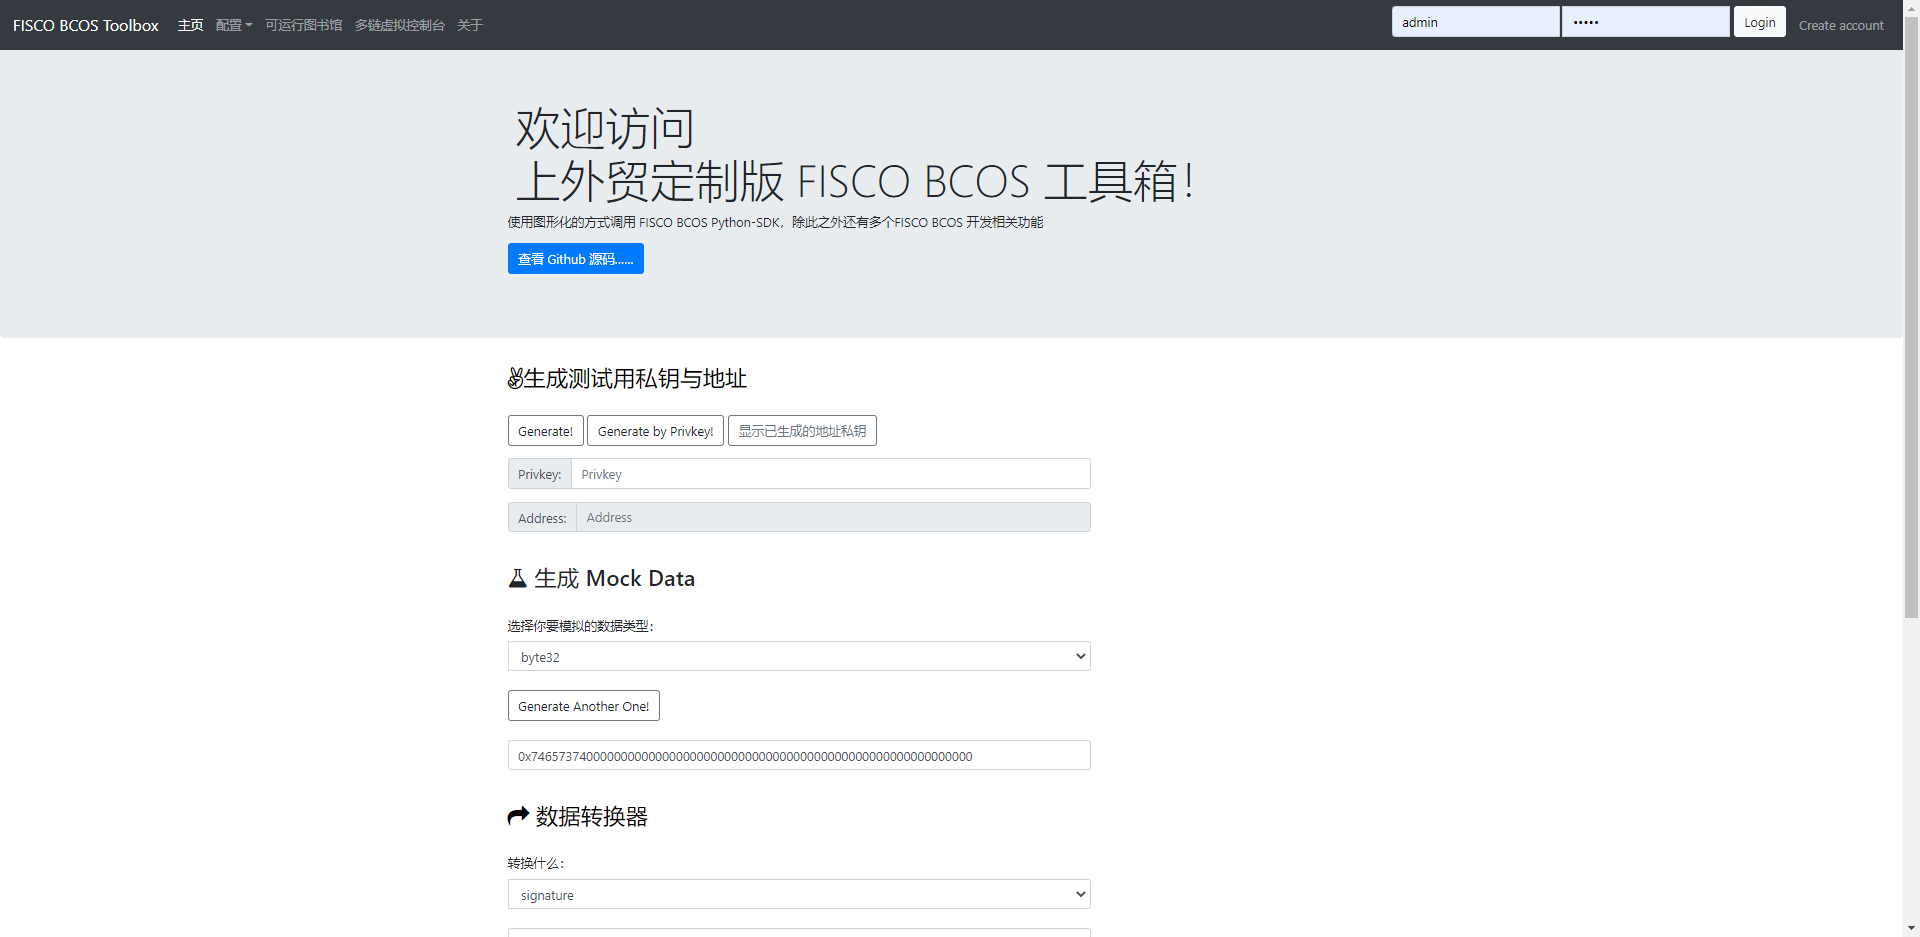 FISCO BCOS Toolbox 主页 配置 可运行图书馆 多链虚拟控制台 关于 admin ••••• Login Create account
欢迎访问
上外贸定制版 FISCO BCOS 工具箱！
使用图形化的方式调用 FISCO BCOS Python-SDK，除此之外还有多个FISCO BCOS 开发相关功能
查看 Github 源码......
✌生成测试用私钥与地址
Generate! Generate by Privkey! 显示已生成的地址私钥
Privkey: Privkey
Address: Address
生成 Mock Data
选择你要模拟的数据类型：
byte32
Generate Another One!
0x7465737400000000000000000000000000000000000000000000000000000000
数据转换器
转换什么：
signature